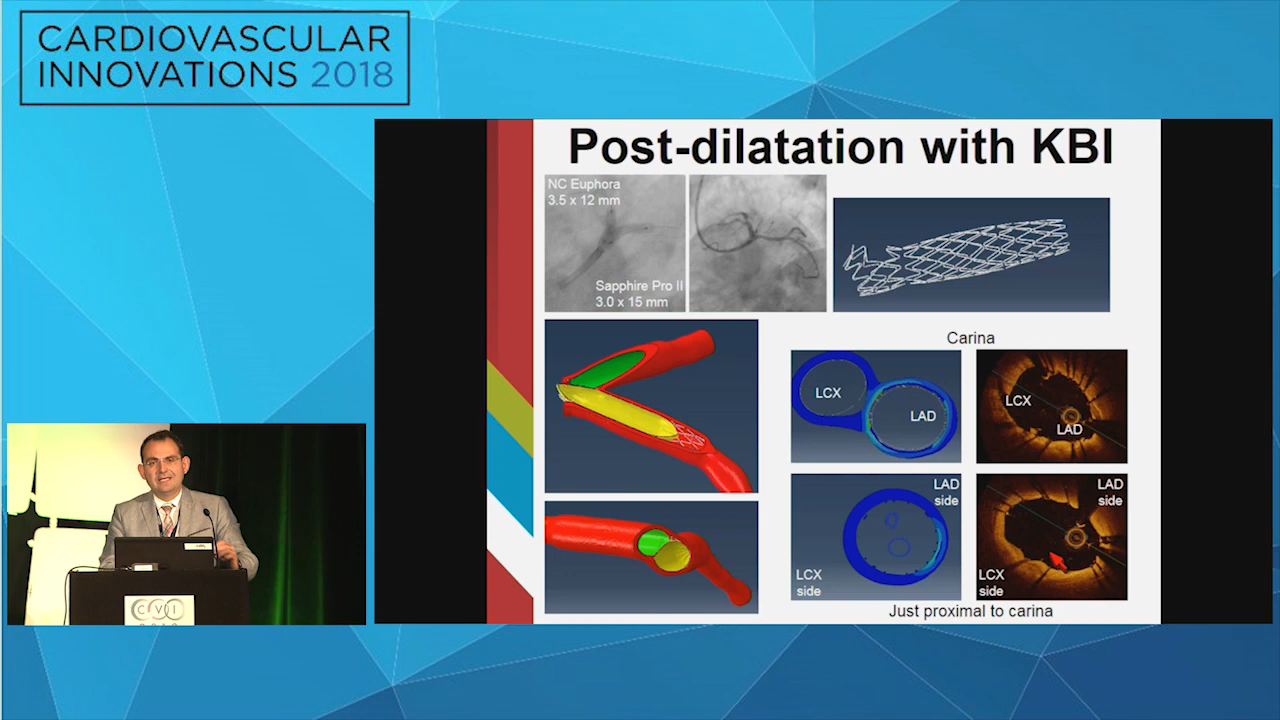 CARDIOVASCULAR
INNOVATIONS 2018
Post-dilatation with KBI
NC Euphora
3.5 x 12 mm
Sapphire Pro II
3.0 x 15 mm
Carina
LCX
LAD
LCX
LAD
LAD
side
LCX
side
LAD
side
LCX
side
Just proximal to carina
CVI